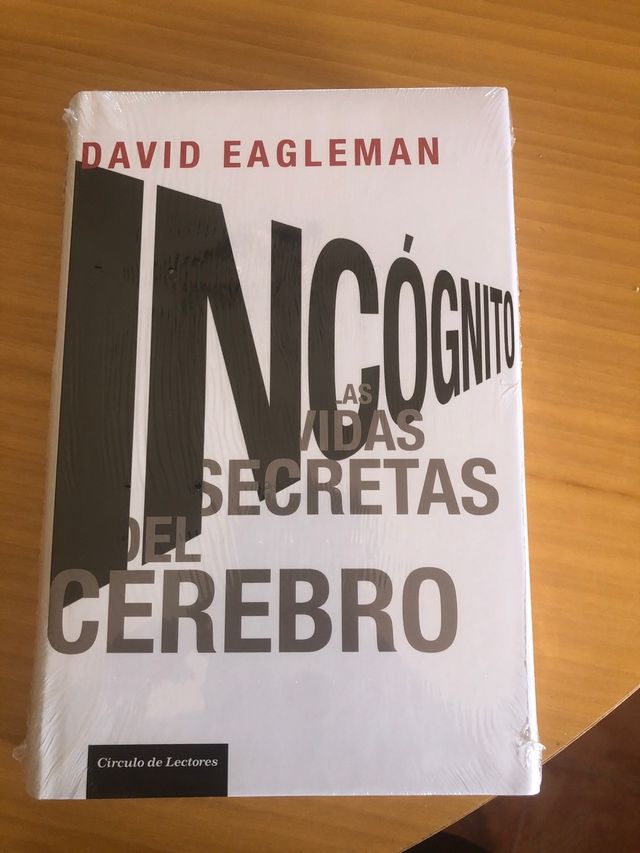 DAVID EAGLEMAN
INCÓGNITO
LAS
VIDAS
SECRETAS
DEL
CEREBRO
Círculo de Lectores